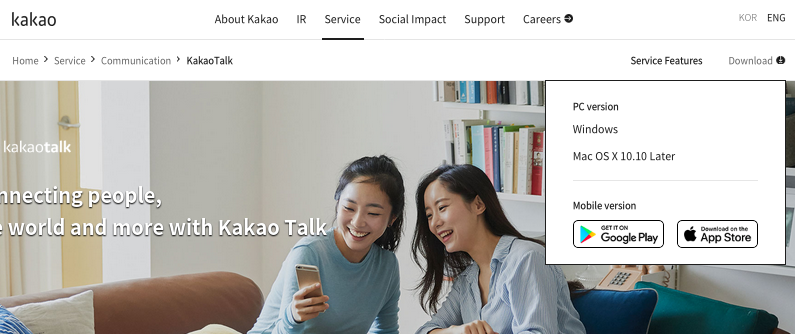 kakao
About Kakao IR Service Social Impact Support Careers
KOR ENG
Home > Service > Communication > KakaoTalk
Service Features Download
PC version
Windows
Mac OS X 10.10 Later
Mobile version
GET IT ON
Google Play
Download on the
App Store
kakaotalk
nnecting people,
e world and more with Kakao Talk